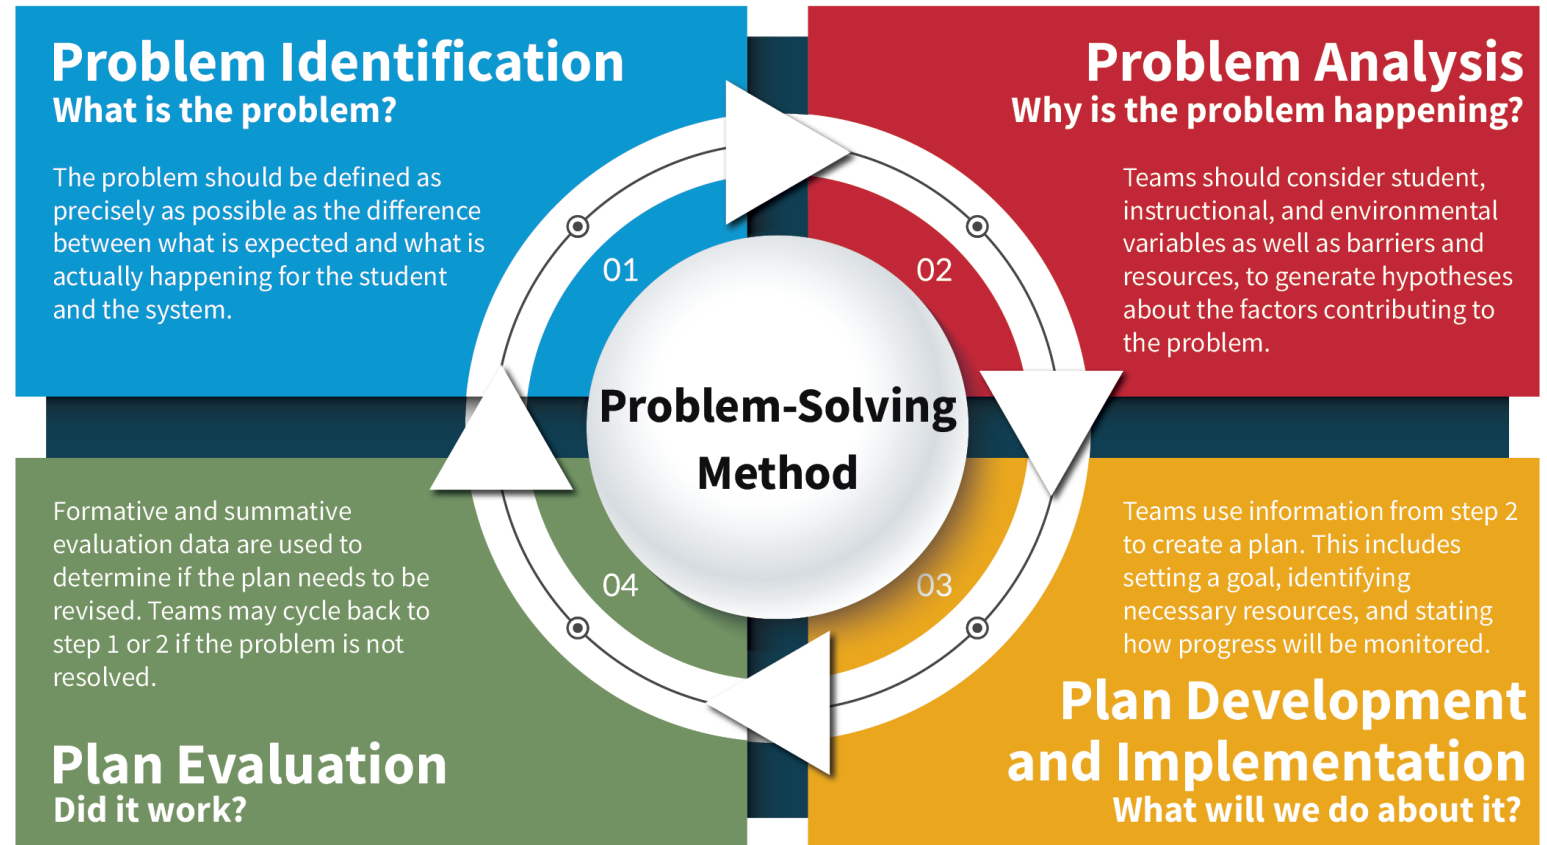 Problem Identification
What is the problem?
The problem should be defined as
precisely as possible as the difference
between what is expected and what is
actually happening for the student
and the system.
01
Problem Analysis
Why is the problem happening?
Teams should consider student,
instructional, and environmental
variables as well as barriers and
resources, to generate hypotheses
about the factors contributing to
the problem.
02
Problem-Solving
Method
03
Teams use information from step 2
to create a plan. This includes
setting a goal, identifying
necessary resources, and stating
how progress will be monitored.
Plan Development
and Implementation
What will we do about it?
04
Formative and summative
evaluation data are used to
determine if the plan needs to be
revised. Teams may cycle back to
step 1 or 2 if the problem is not
resolved.
Plan Evaluation
Did it work?